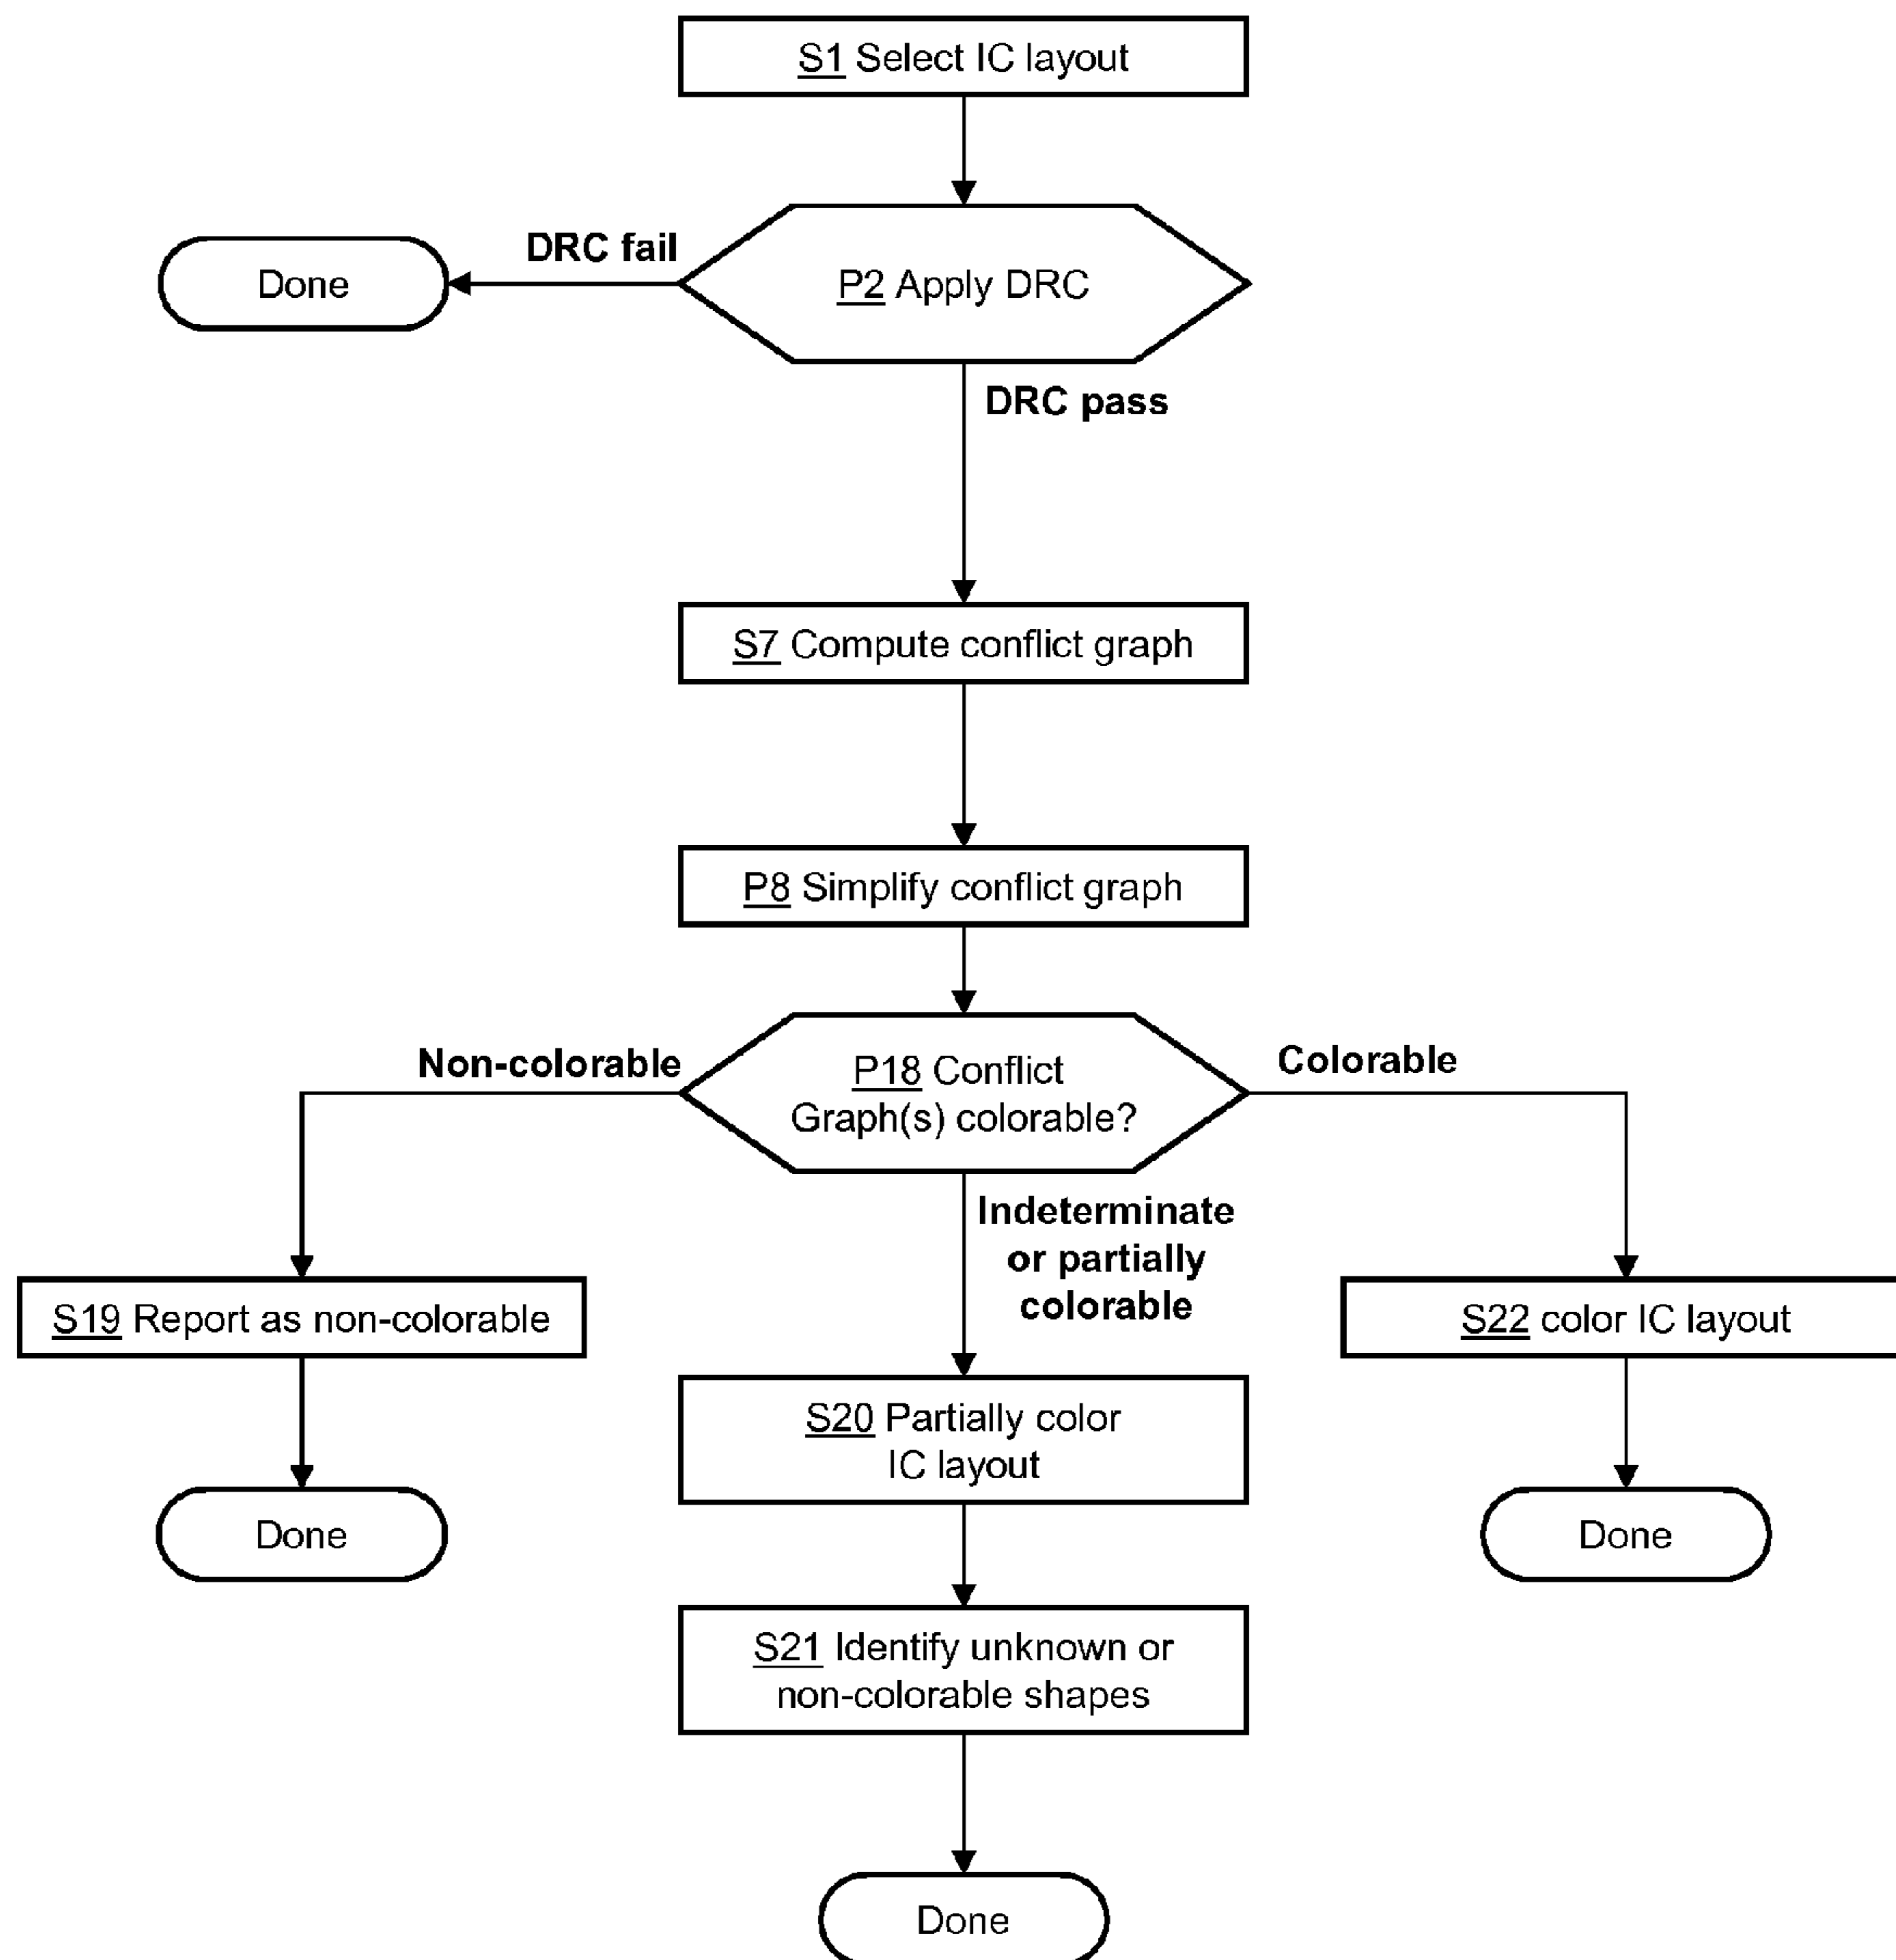 S1 Select IC layout
DRC fail
Done
P2 Apply DRC
DRC pass
S7 Compute conflict graph
P8 Simplify conflict graph
Non-colorable
P18 Conflict
Graph(s) colorable?
Colorable
Indeterminate
or partially
colorable
S19 Report as non-colorable
S22 color IC layout
S20 Partially color
IC layout
Done
Done
S21 Identify unknown or
non-colorable shapes
Done